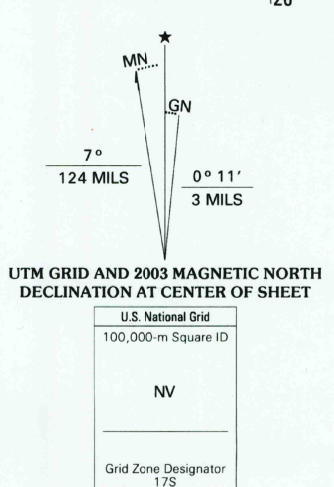 ★
MN
GN
7°
124 MILS
0° 11′
3 MILS
UTM GRID AND 2003 MAGNETIC NORTH
DECLINATION AT CENTER OF SHEET
U.S. National Grid
100,000-m Square ID
NV
Grid Zone Designator
17S